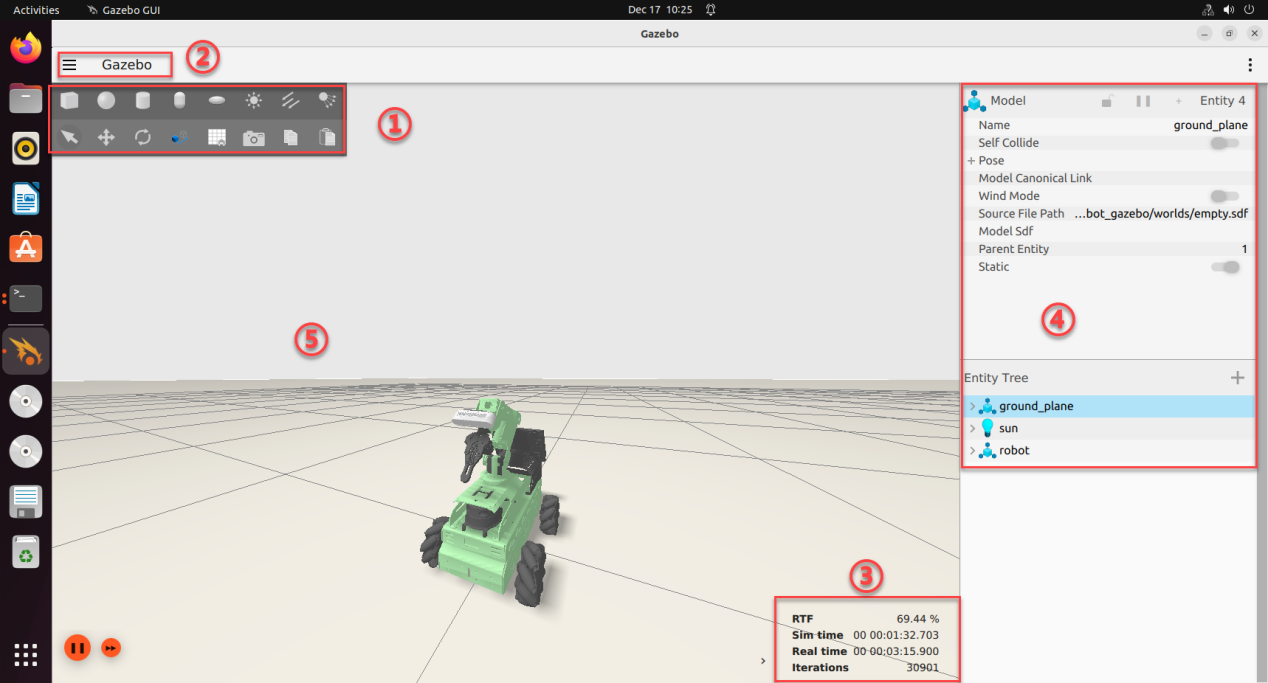 Activities Gazebo GUI Dec 17 10:25
Gazebo
Gazebo
②
①
Model Entity 4
Name ground_plane
Self Collide
+ Pose
Model Canonical Link
Wind Mode
Source File Path ...bot_gazebo/worlds/empty.sdf
Model Sdf
Parent Entity 1
Static
④
Entity Tree
ground_plane
sun
robot
⑤
③
RTF 69.44 %
Sim time 00 00:01:32.703
Real time 00 00:03:15.900
Iterations 30901